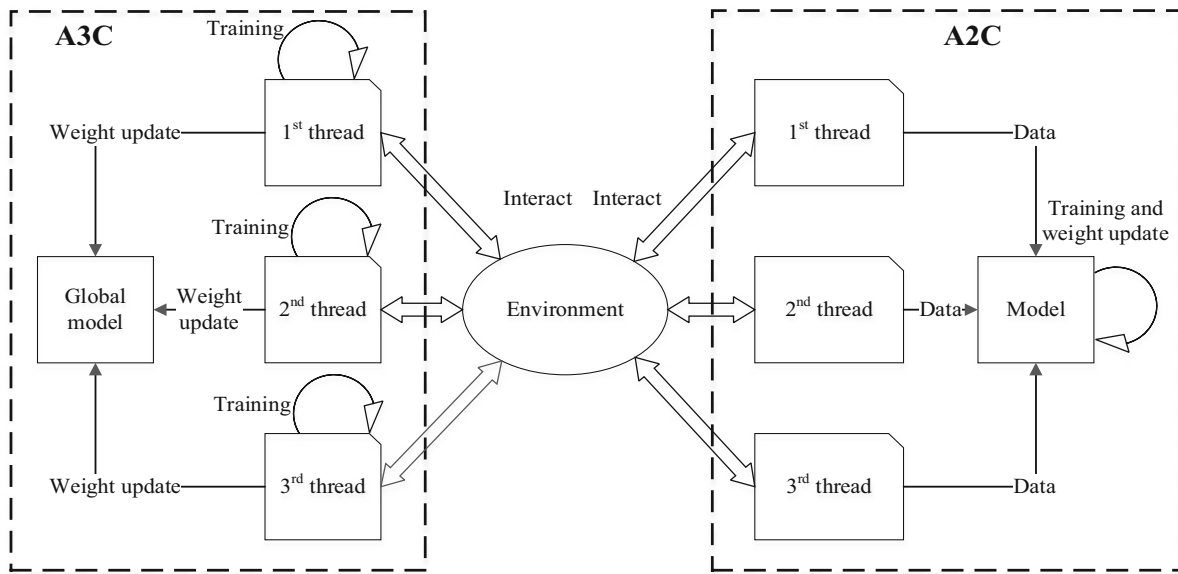 A3C
Training
1st thread
Weight update
Training
Global
model
Weight
update
2nd thread
Training
Weight update
3rd thread
Interact Interact
Environment
A2C
1st thread
Data
Training and
weight update
2nd thread
Data
Model
3rd thread
Data